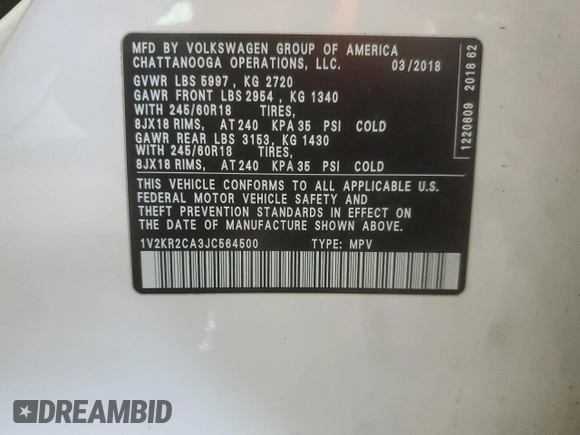 MFD BY VOLKSWAGEN GROUP OF AMERICA
CHATTANOOGA OPERATIONS, LLC. 03/2018
GVWR LBS 5997 , KG 2720
GAWR FRONT LBS 2954 , KG 1340
WITH 245/60R18 TIRES,
8JX18 RIMS, AT 240 KPA 35 PSI COLD
GAWR REAR LBS 3153, KG 1430
WITH 245/60R18 TIRES,
8JX18 RIMS, AT 240 KPA 35 PSI COLD
THIS VEHICLE CONFORMS TO ALL APPLICABLE U.S.
FEDERAL MOTOR VEHICLE SAFETY AND
THEFT PREVENTION STANDARDS IN EFFECT ON
THE DATE OF MANUFACTURE SHOWN ABOVE.
1V2KR2CA3JC564500 TYPE: MPV
1220609 2018 62
DREAMBID